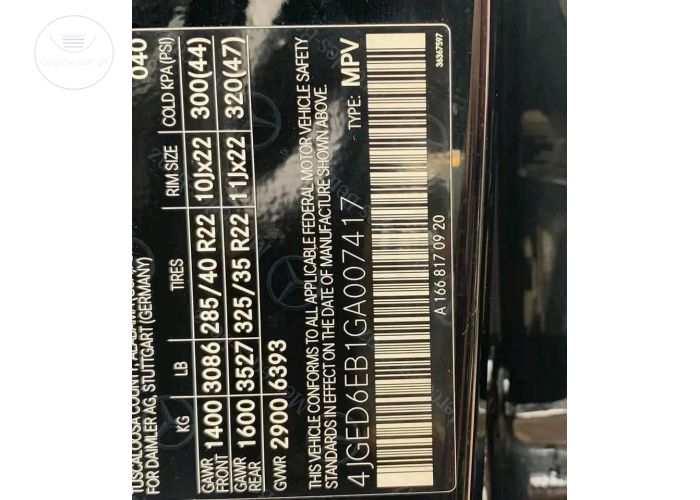 TUSCALOOSA COUNTY,
FOR DAIMLER AG, STUTTGART (GERMANY)
040
KG LB TIRES RIM SIZE COLD KPA(PSI)
GAWR FRONT 1400 3086 285/40 R22 10Jx22 300(44)
GAWR REAR 1600 3527 325/35 R22 11Jx22 320(47)
GVWR 2900 6393
THIS VEHICLE CONFORMS TO ALL APPLICABLE FEDERAL MOTOR VEHICLE SAFETY
STANDARDS IN EFFECT ON THE DATE OF MANUFACTURE SHOWN ABOVE.
4JGED6EB1GA007417 TYPE: MPV
A 166 817 09 20
36367597